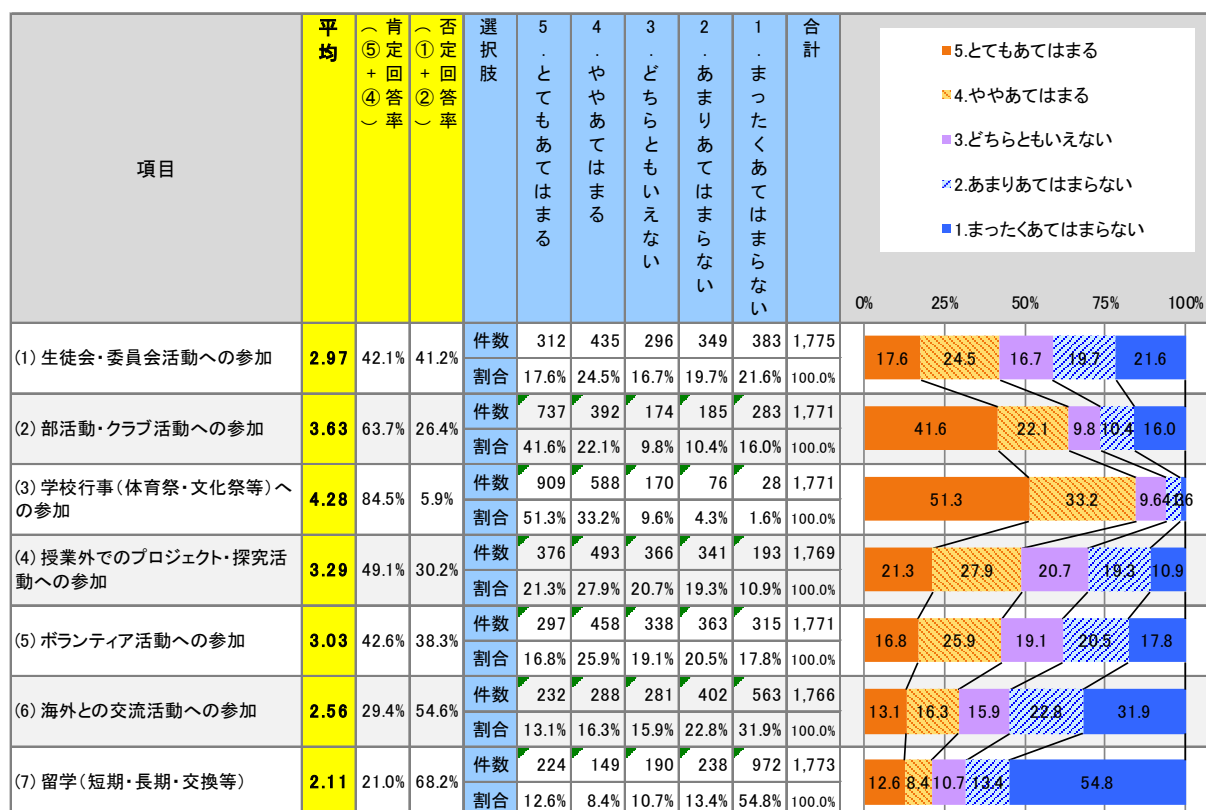 項目
平均
（⑤+④）肯定回答率
（①+②）否定回答率
選択肢
5.とてもあてはまる
4.ややあてはまる
3.どちらともいえない
2.あまりあてはまらない
1.まったくあてはまらない
合計
5.とてもあてはまる
4.ややあてはまる
3.どちらともいえない
2.あまりあてはまらない
1.まったくあてはまらない
0% 25% 50% 75% 100%
(1) 生徒会・委員会活動への参加 2.97 42.1% 41.2%
件数 312 435 296 349 383 1,775
割合 17.6% 24.5% 16.7% 19.7% 21.6% 100.0%
17.6 24.5 16.7 19.7 21.6
(2) 部活動・クラブ活動への参加 3.63 63.7% 26.4%
件数 737 392 174 185 283 1,771
割合 41.6% 22.1% 9.8% 10.4% 16.0% 100.0%
41.6 22.1 9.8 10.4 16.0
(3) 学校行事（体育祭・文化祭等）へ
の参加 4.28 84.5% 5.9%
件数 909 588 170 76 28 1,771
割合 51.3% 33.2% 9.6% 4.3% 1.6% 100.0%
51.3 33.2 9.6 4.3 1.6
(4) 授業外でのプロジェクト・探究活
動への参加 3.29 49.1% 30.2%
件数 376 493 366 341 193 1,769
割合 21.3% 27.9% 20.7% 19.3% 10.9% 100.0%
21.3 27.9 20.7 19.3 10.9
(5) ボランティア活動への参加 3.03 42.6% 38.3%
件数 297 458 338 363 315 1,771
割合 16.8% 25.9% 19.1% 20.5% 17.8% 100.0%
16.8 25.9 19.1 20.5 17.8
(6) 海外との交流活動への参加 2.56 29.4% 54.6%
件数 232 288 281 402 563 1,766
割合 13.1% 16.3% 15.9% 22.8% 31.9% 100.0%
13.1 16.3 15.9 22.8 31.9
(7) 留学（短期・長期・交換等） 2.11 21.0% 68.2%
件数 224 149 190 238 972 1,773
割合 12.6% 8.4% 10.7% 13.4% 54.8% 100.0%
12.6 8.4 10.7 13.4 54.8